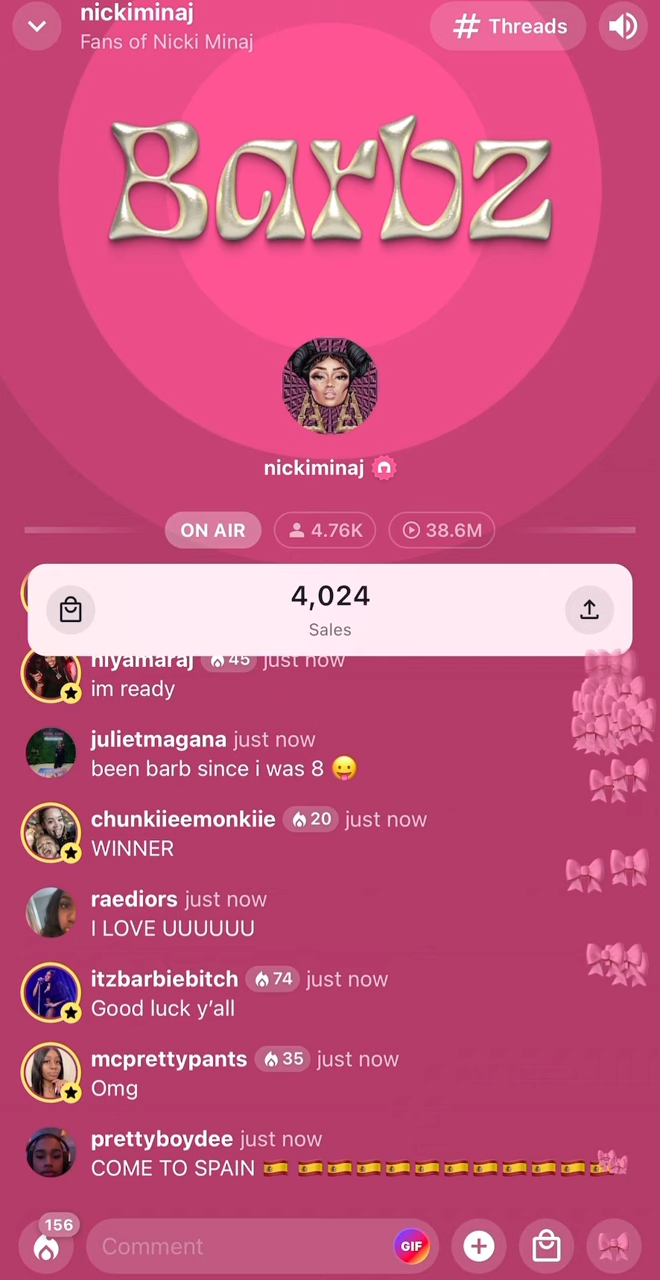 nickiminaj
Fans of Nicki Minaj
# Threads
Barbz
nickiminaj
ON AIR 4.76K 38.6M
4,024
Sales
niyamaraj 45 just now
im ready
julietmagana just now
been barb since i was 8 😛
chunkiieemonkiie 20 just now
WINNER
raediors just now
I LOVE UUUUUU
itzbarbiebitch 74 just now
Good luck y’all
mcprettypants 35 just now
Omg
prettyboydee just now
COME TO SPAIN 🇪🇸 🇪🇸🇪🇸🇪🇸🇪🇸🇪🇸🇪🇸🇪🇸🇪🇸🇪🇸🇪🇸🇪🇸
156
Comment GIF